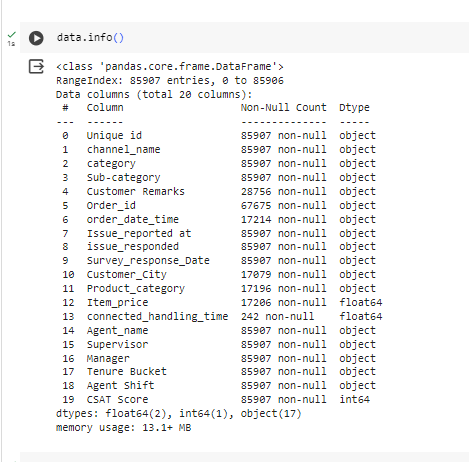 1s
data.info()
<class 'pandas.core.frame.DataFrame'>
RangeIndex: 85907 entries, 0 to 85906
Data columns (total 20 columns):
 #   Column                   Non-Null Count  Dtype
---  ------                   --------------  -----
 0   Unique id                85907 non-null  object
 1   channel_name             85907 non-null  object
 2   category                 85907 non-null  object
 3   Sub-category             85907 non-null  object
 4   Customer Remarks         28756 non-null  object
 5   Order_id                 67675 non-null  object
 6   order_date_time          17214 non-null  object
 7   Issue_reported at        85907 non-null  object
 8   issue_responded          85907 non-null  object
 9   Survey_response_Date     85907 non-null  object
 10  Customer_City            17079 non-null  object
 11  Product_category         17196 non-null  object
 12  Item_price               17206 non-null  float64
 13  connected_handling_time  242 non-null    float64
 14  Agent_name               85907 non-null  object
 15  Supervisor               85907 non-null  object
 16  Manager                  85907 non-null  object
 17  Tenure Bucket            85907 non-null  object
 18  Agent Shift              85907 non-null  object
 19  CSAT Score               85907 non-null  int64
dtypes: float64(2), int64(1), object(17)
memory usage: 13.1+ MB